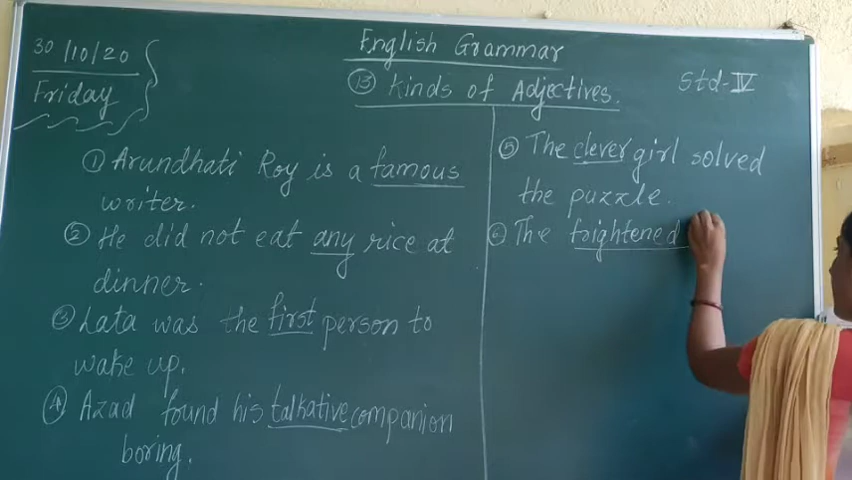 30/10/20
Friday
English Grammar
13 Kinds of Adjectives.
Std-IV
1 Arundhati Roy is a famous
writer.
2 He did not eat any rice at
dinner.
3 Lata was the first person to
wake up.
4 Azad found his talkative companion
boring.
5 The clever girl solved
the puzzle.
6 The frightened